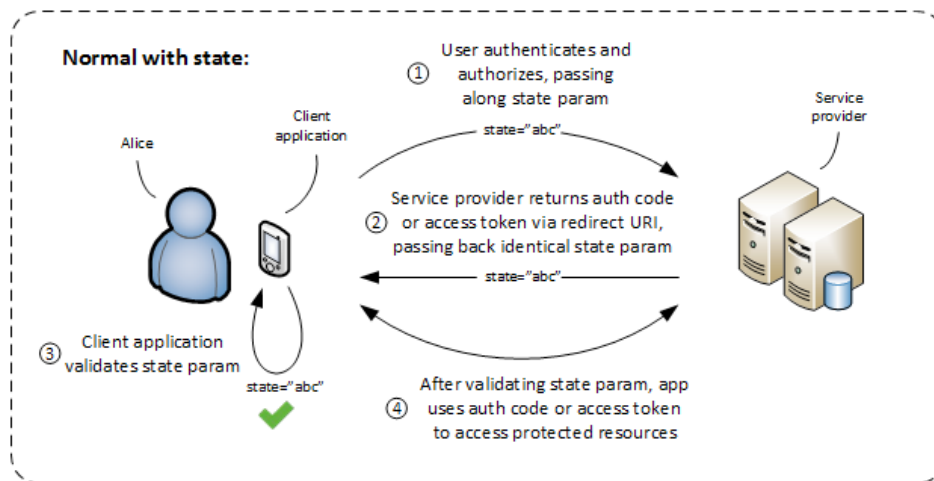 Normal with state:
① User authenticates and
authorizes, passing
along state param
Service
provider
Client
application
Alice
state="abc"
Service provider returns auth code
② or access token via redirect URI,
passing back identical state param
state="abc"
③ Client application
validates state param
state="abc"
After validating state param, app
④ uses auth code or access token
to access protected resources